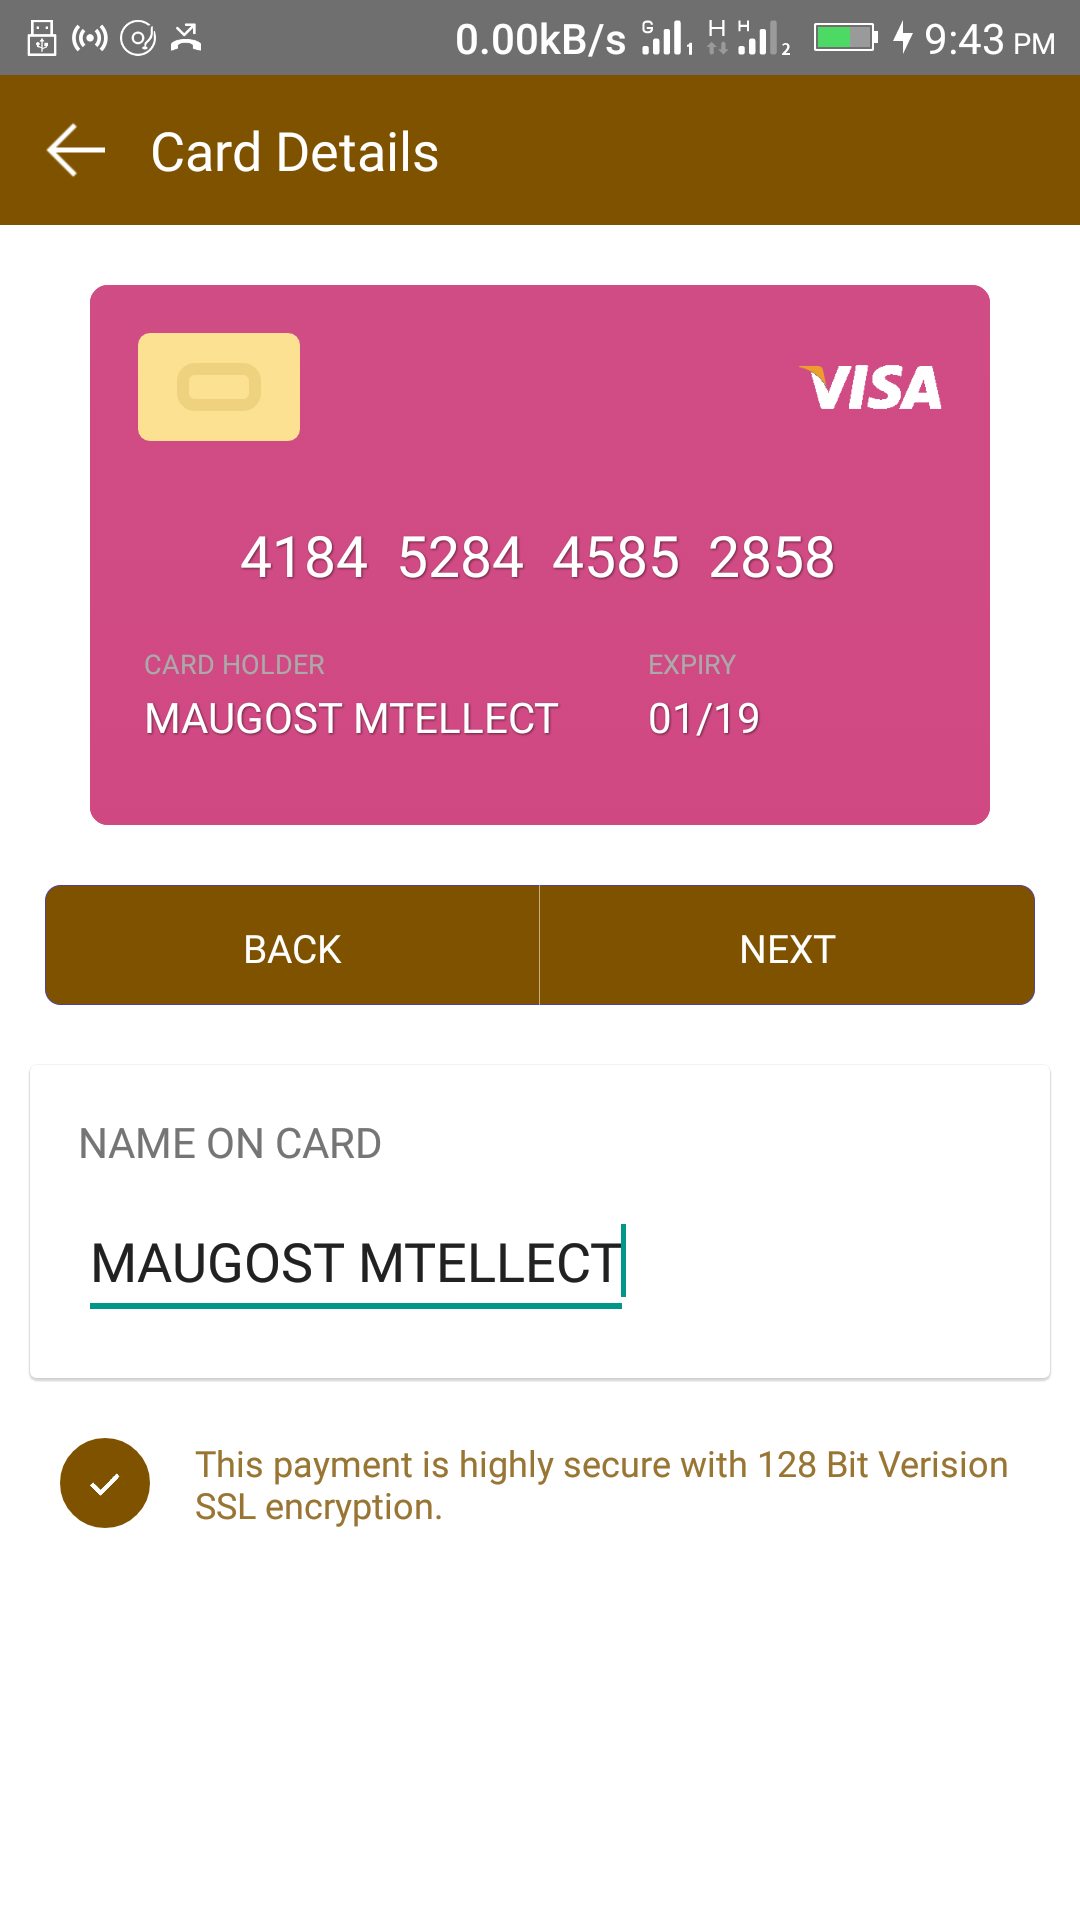 0.00kB/s G 1 H H 2 9:43 PM
Card Details
VISA
4184 5284 4585 2858
CARD HOLDER EXPIRY
MAUGOST MTELLECT 01/19
BACK NEXT
NAME ON CARD
MAUGOST MTELLECT
This payment is highly secure with 128 Bit Verision
SSL encryption.